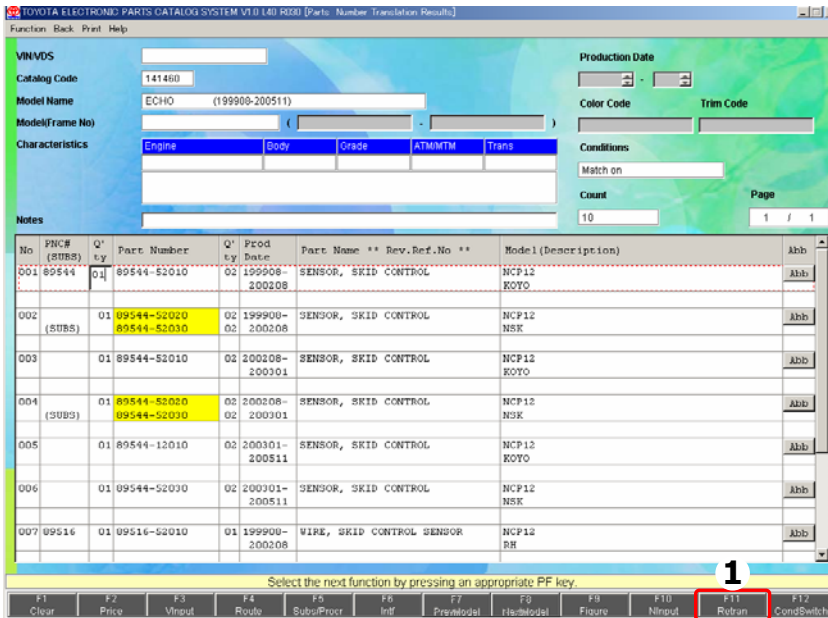 TOYOTA ELECTRONIC PARTS CATALOG SYSTEM V1.0 L40 R030 [Parts Number Translation Results]
Function Back Print Help
VIN/VDS
Production Date
-
Catalog Code 141460
Model Name ECHO (199908-200511)
Color Code Trim Code
Model(Frame No) ( - )
Characteristics Engine Body Grade ATM/MTM Trans
Conditions
Match on
Count Page
Notes 10 1 / 1
No PNC# (SUBS) Q'ty Part Number Q'ty Prod Date Part Name ** Rev.Ref.No ** Model(Description) Abb
001 89544 01 89544-52010 02 199908- SENSOR, SKID CONTROL NCP12 Abb
200208 KOYO
002 01 89544-52020 02 199908- SENSOR, SKID CONTROL NCP12 Abb
(SUBS) 89544-52030 02 200208 NSK
003 01 89544-52010 02 200208- SENSOR, SKID CONTROL NCP12 Abb
200301 KOYO
004 01 89544-52020 02 200208- SENSOR, SKID CONTROL NCP12 Abb
(SUBS) 89544-52030 02 200301 NSK
005 01 89544-12010 02 200301- SENSOR, SKID CONTROL NCP12 Abb
200511 KOYO
006 01 89544-52030 02 200301- SENSOR, SKID CONTROL NCP12 Abb
200511 NSK
007 89516 01 89516-52010 01 199908- WIRE, SKID CONTROL SENSOR NCP12 Abb
200208 RH
Select the next function by pressing an appropriate PF key.
1
F1 F2 F3 F4 F5 F6 F7 F8 F9 F10 F11 F12
Clear Price VInput Route Subs/Procr Intf PrevModel NextModel Figure NInput Retran CondSwitch